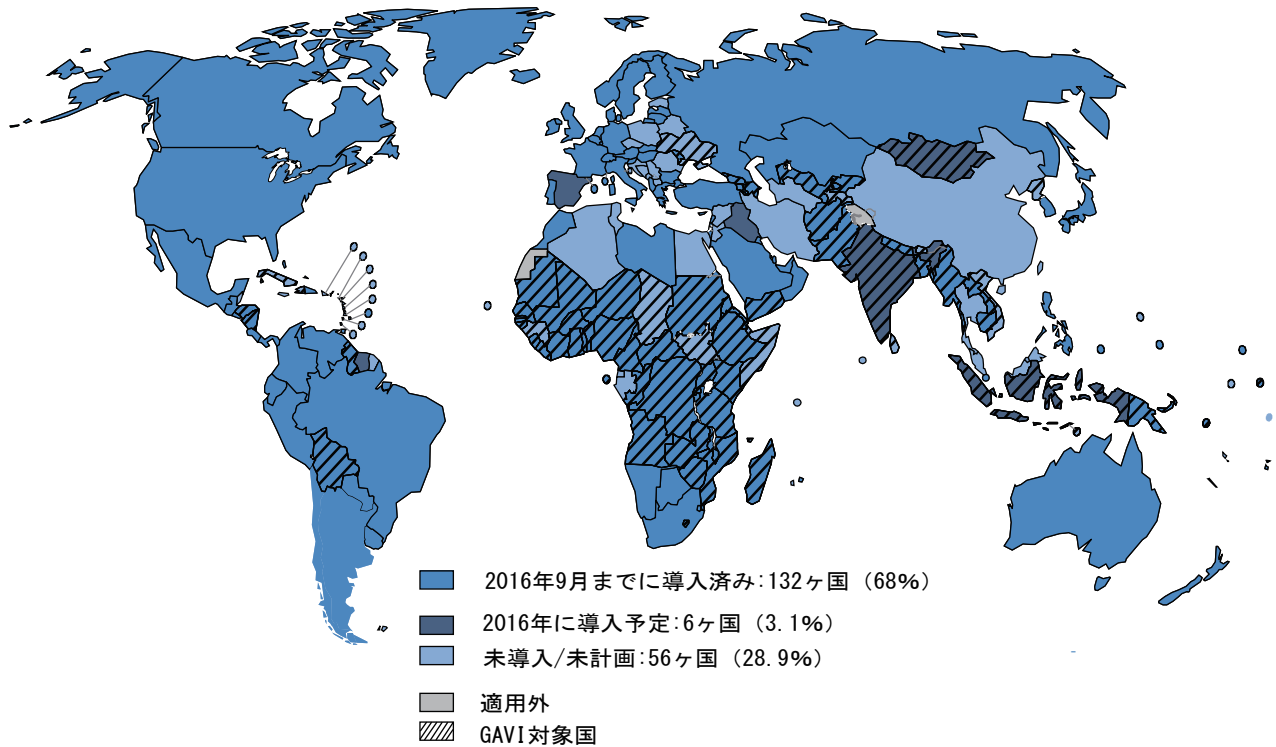 2016年9月までに導入済み:132ヶ国（68%）
2016年に導入予定:6ヶ国（3.1%）
未導入/未計画:56ヶ国（28.9%）
適用外
GAVI対象国